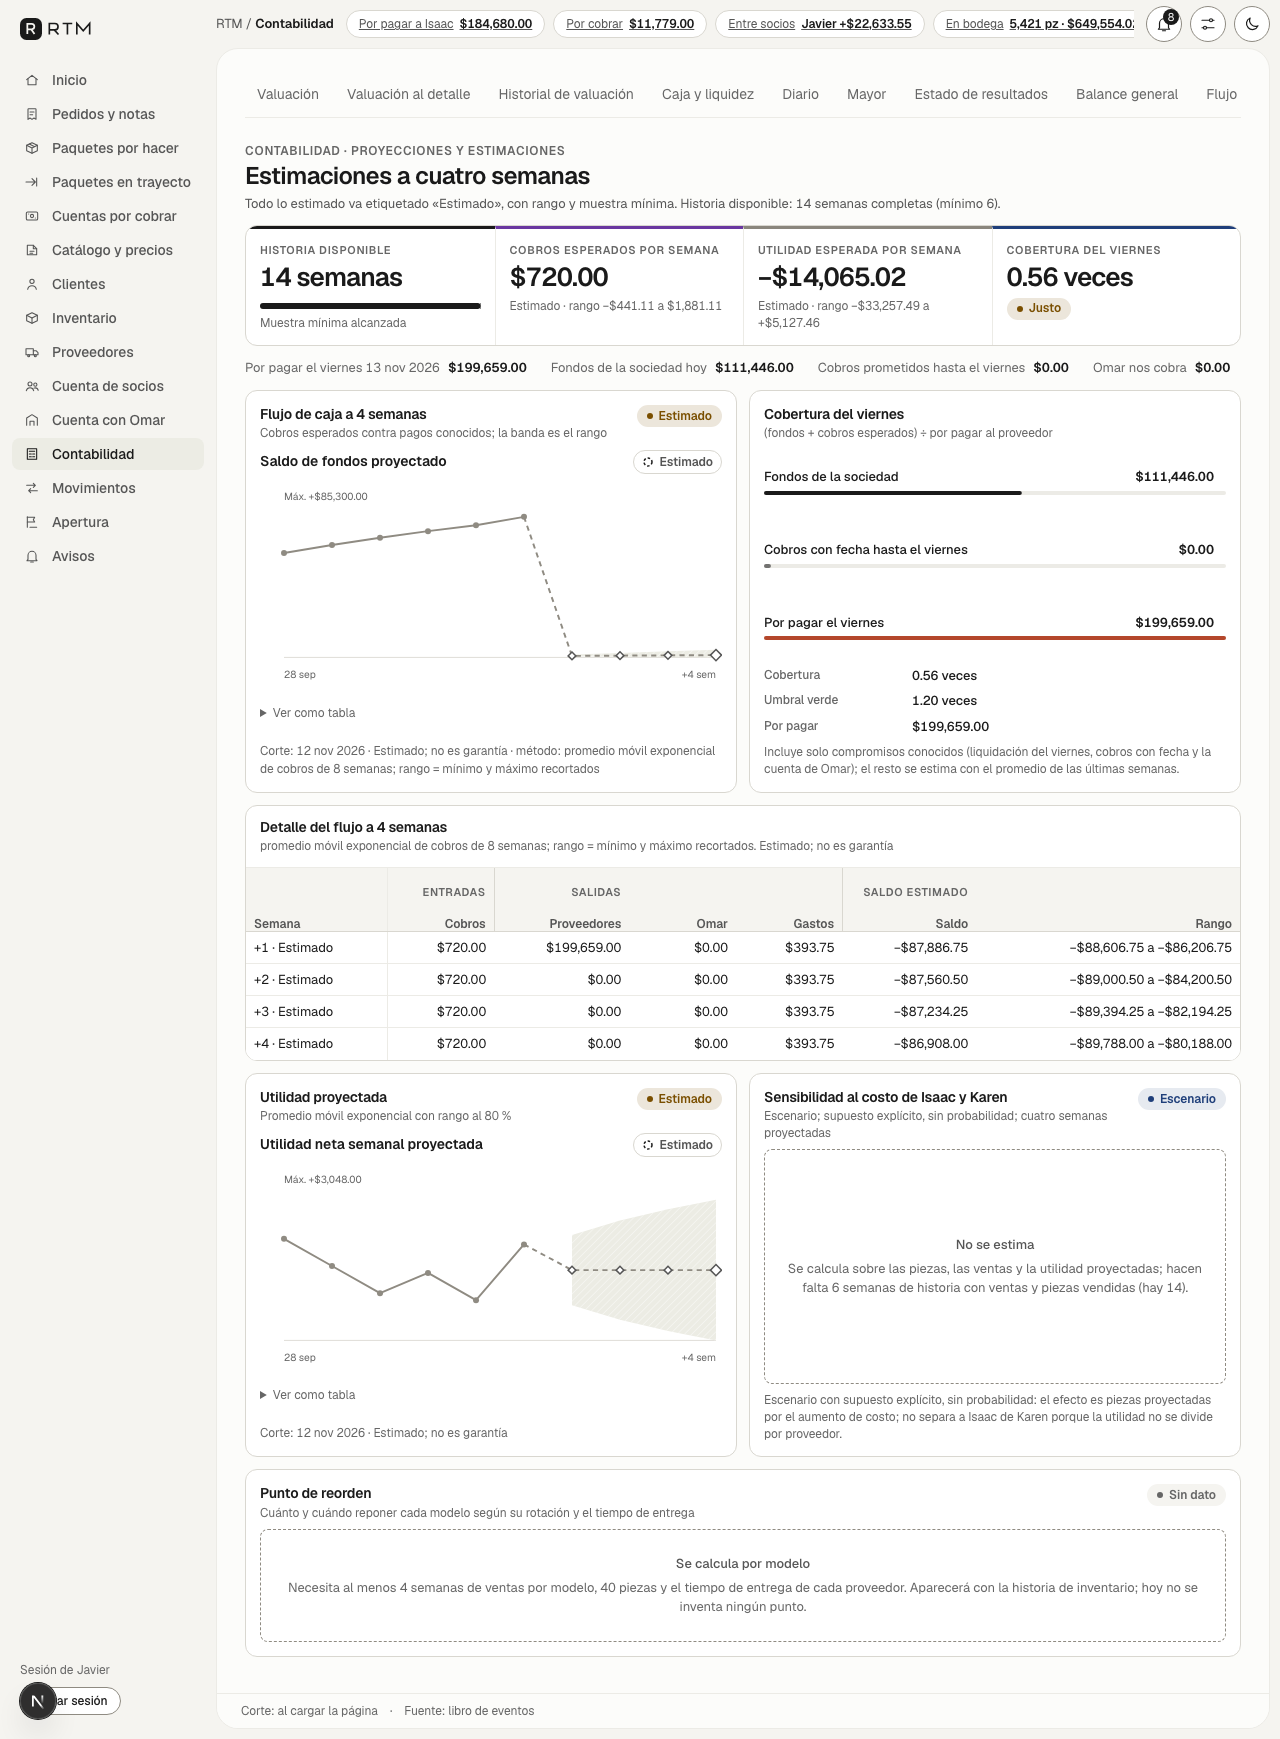 R RTM
RTM / Contabilidad
Por pagar a Isaac $184,680.00
Por cobrar $11,779.00
Entre socios Javier +$22,633.55
En bodega 5,421 pz · $649,554.0
8
Inicio
Pedidos y notas
Paquetes por hacer
Paquetes en trayecto
Cuentas por cobrar
Catálogo y precios
Clientes
Inventario
Proveedores
Cuenta de socios
Cuenta con Omar
Contabilidad
Movimientos
Apertura
Avisos
Sesión de Javier
N ar sesión
Valuación Valuación al detalle Historial de valuación Caja y liquidez Diario Mayor Estado de resultados Balance general Flujo
CONTABILIDAD · PROYECCIONES Y ESTIMACIONES
Estimaciones a cuatro semanas
Todo lo estimado va etiquetado «Estimado», con rango y muestra mínima. Historia disponible: 14 semanas completas (mínimo 6).
HISTORIA DISPONIBLE
14 semanas
Muestra mínima alcanzada
COBROS ESPERADOS POR SEMANA
$720.00
Estimado · rango −$441.11 a $1,881.11
UTILIDAD ESPERADA POR SEMANA
−$14,065.02
Estimado · rango −$33,257.49 a
+$5,127.46
COBERTURA DEL VIERNES
0.56 veces
Justo
Por pagar el viernes 13 nov 2026 $199,659.00 Fondos de la sociedad hoy $111,446.00 Cobros prometidos hasta el viernes $0.00 Omar nos cobra $0.00
Flujo de caja a 4 semanas
Estimado
Cobros esperados contra pagos conocidos; la banda es el rango
Saldo de fondos proyectado
Estimado
Máx. +$85,300.00
28 sep +4 sem
Ver como tabla
Corte: 12 nov 2026 · Estimado; no es garantía · método: promedio móvil exponencial
de cobros de 8 semanas; rango = mínimo y máximo recortados
Cobertura del viernes
(fondos + cobros esperados) ÷ por pagar al proveedor
Fondos de la sociedad $111,446.00
Cobros con fecha hasta el viernes $0.00
Por pagar el viernes $199,659.00
Cobertura 0.56 veces
Umbral verde 1.20 veces
Por pagar $199,659.00
Incluye solo compromisos conocidos (liquidación del viernes, cobros con fecha y la
cuenta de Omar); el resto se estima con el promedio de las últimas semanas.
Detalle del flujo a 4 semanas
promedio móvil exponencial de cobros de 8 semanas; rango = mínimo y máximo recortados. Estimado; no es garantía
ENTRADAS SALIDAS SALDO ESTIMADO
Semana Cobros Proveedores Omar Gastos Saldo Rango
+1 · Estimado $720.00 $199,659.00 $0.00 $393.75 −$87,886.75 −$88,606.75 a −$86,206.75
+2 · Estimado $720.00 $0.00 $0.00 $393.75 −$87,560.50 −$89,000.50 a −$84,200.50
+3 · Estimado $720.00 $0.00 $0.00 $393.75 −$87,234.25 −$89,394.25 a −$82,194.25
+4 · Estimado $720.00 $0.00 $0.00 $393.75 −$86,908.00 −$89,788.00 a −$80,188.00
Utilidad proyectada
Estimado
Promedio móvil exponencial con rango al 80 %
Utilidad neta semanal proyectada
Estimado
Máx. +$3,048.00
28 sep +4 sem
Ver como tabla
Corte: 12 nov 2026 · Estimado; no es garantía
Sensibilidad al costo de Isaac y Karen
Escenario
Escenario; supuesto explícito, sin probabilidad; cuatro semanas
proyectadas
No se estima
Se calcula sobre las piezas, las ventas y la utilidad proyectadas; hacen
falta 6 semanas de historia con ventas y piezas vendidas (hay 14).
Escenario con supuesto explícito, sin probabilidad: el efecto es piezas proyectadas
por el aumento de costo; no separa a Isaac de Karen porque la utilidad no se divide
por proveedor.
Punto de reorden
Sin dato
Cuánto y cuándo reponer cada modelo según su rotación y el tiempo de entrega
Se calcula por modelo
Necesita al menos 4 semanas de ventas por modelo, 40 piezas y el tiempo de entrega de cada proveedor. Aparecerá con la historia de inventario; hoy no se
inventa ningún punto.
Corte: al cargar la página · Fuente: libro de eventos